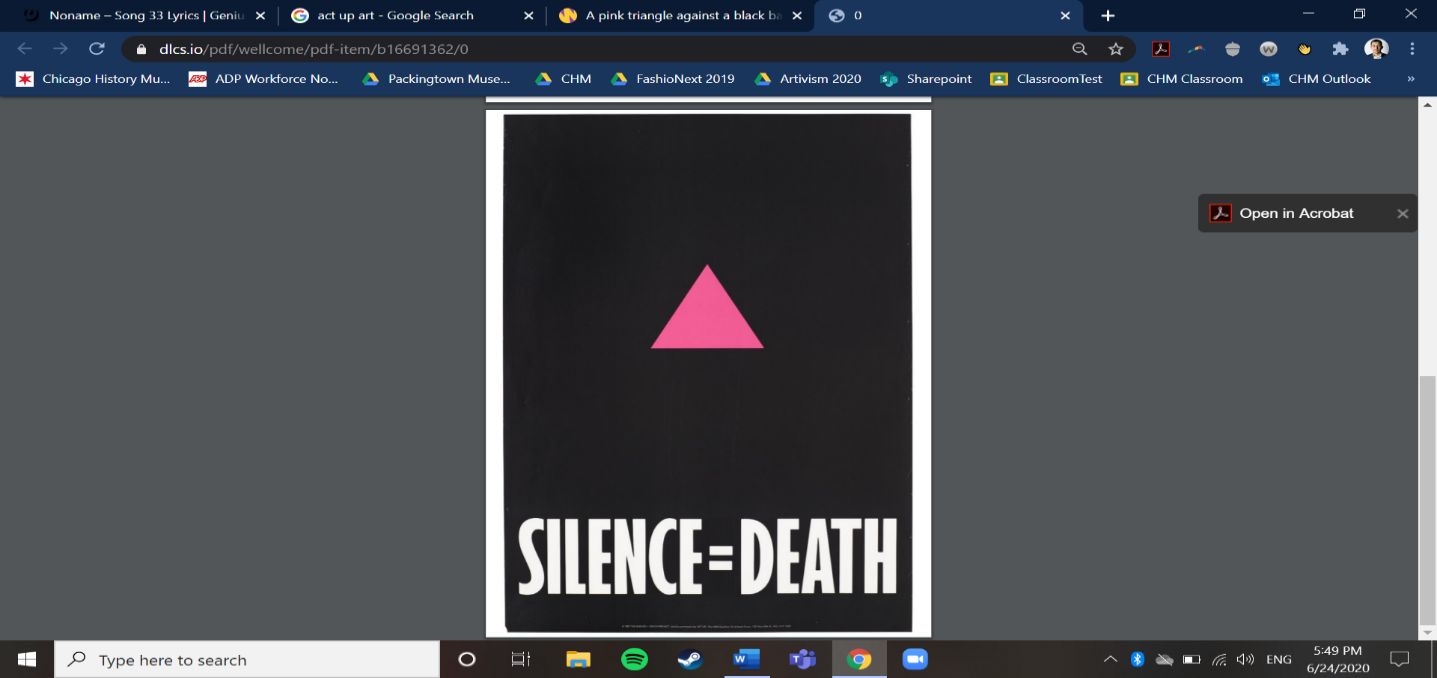 Noname – Song 33 Lyrics | Geniu
act up art - Google Search
A pink triangle against a black ba
0
dlcs.io/pdf/wellcome/pdf-item/b16691362/0
Chicago History Mu...
ADP Workforce No...
Packingtown Muse...
CHM
FashioNext 2019
Artivism 2020
Sharepoint
ClassroomTest
CHM Classroom
CHM Outlook
»
Open in Acrobat
SILENCE=DEATH
Type here to search
ENG
5:49 PM
6/24/2020